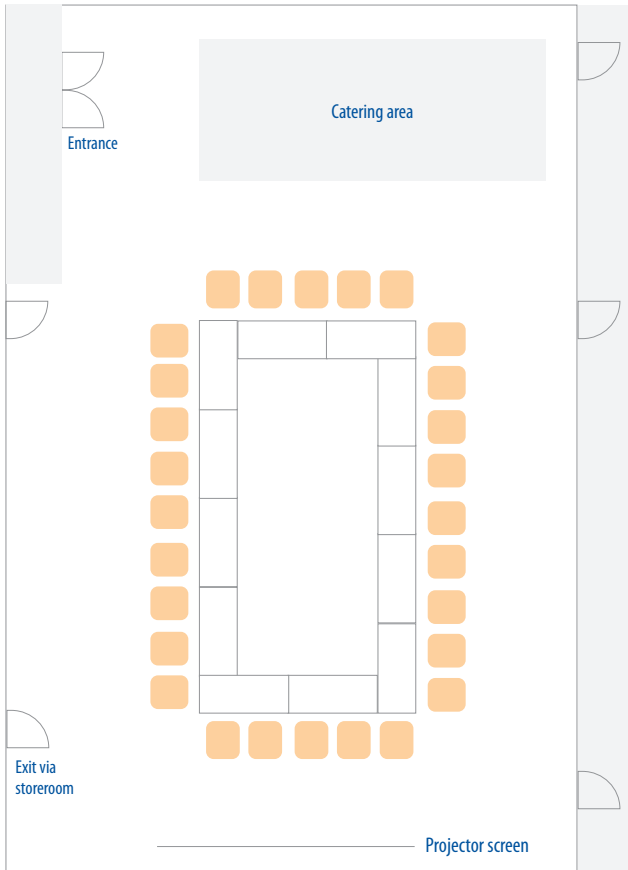 Catering area
Entrance
Exit via
storeroom
Projector screen